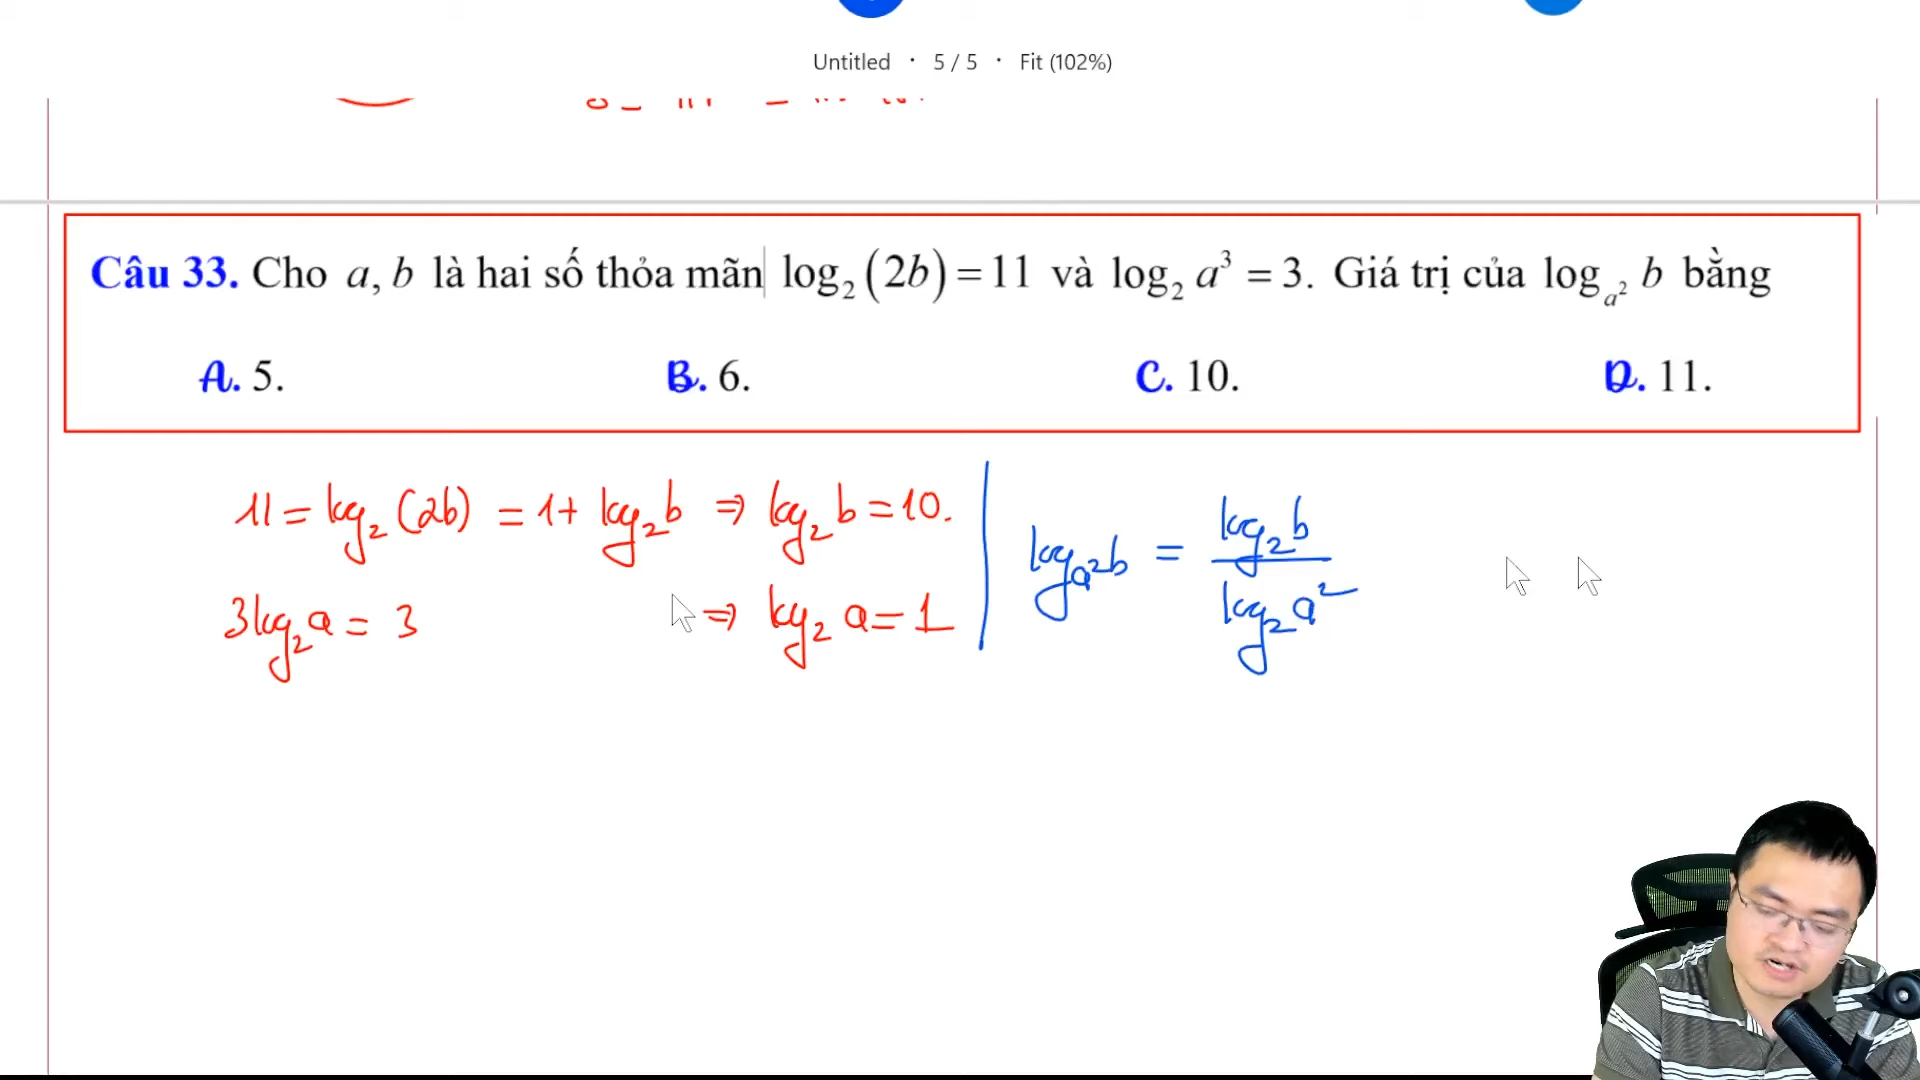 Untitled · 5 / 5 · Fit (102%)
Câu 33. Cho a, b là hai số thỏa mãn log₂(2b) = 11 và log₂ a³ = 3. Giá trị của log_{a²} b bằng
A. 5. B. 6. C. 10. D. 11.
11 = log₂(2b) = 1 + log₂b ⇒ log₂b = 10.
3log₂a = 3 ⇒ log₂a = 1
log_{a²}b = \frac{log₂b}{log₂a²}